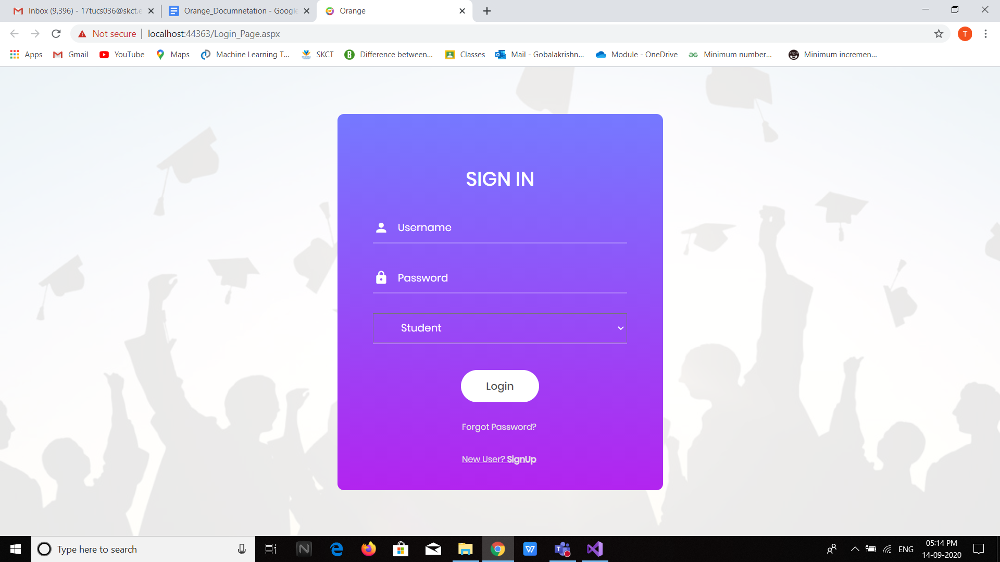 Inbox (9,396) - 17tucs036@skct.e
Orange_Documnetation - Google
Orange
Not secure
localhost:44363/Login_Page.aspx
T
Apps
Gmail
YouTube
Maps
Machine Learning T...
SKCT
Difference between...
Classes
Mail - Gobalakrishn...
Module - OneDrive
Minimum number...
Minimum incremen...
SIGN IN
Username
Password
Student
Login
Forgot Password?
New User? SignUp
Type here to search
ENG
05:14 PM
14-09-2020